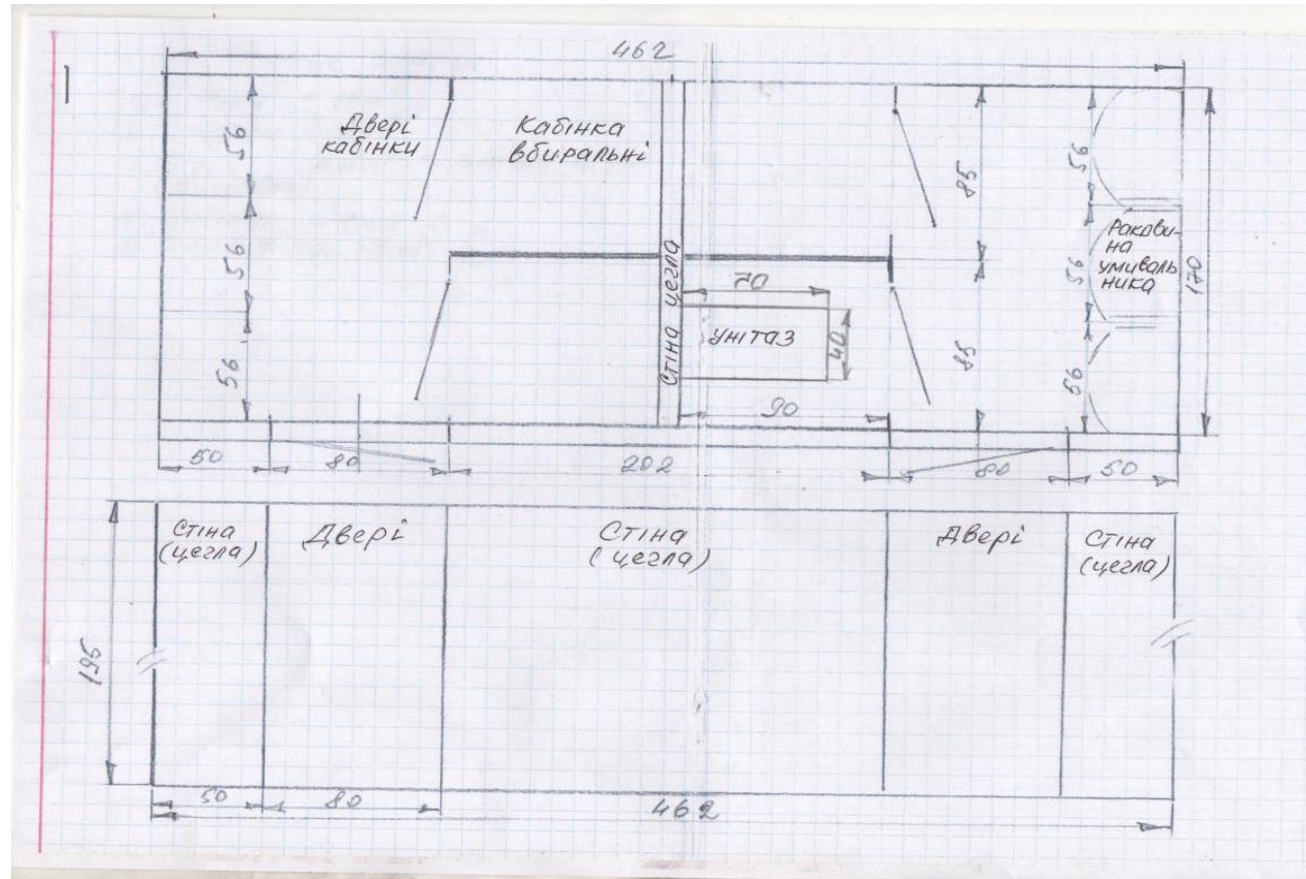 462
1
Двері
кабінки
Кабінка
вбиральні
56
56
56
85
85
56
56
56
170
Ракови-
на
умиваль
ника
Стіна цегла
70
Унітаз
40
90
50
80
202
80
50
Стіна
(цегла)
Двері
Стіна
(цегла)
Двері
Стіна
(цегла)
195
50
80
462